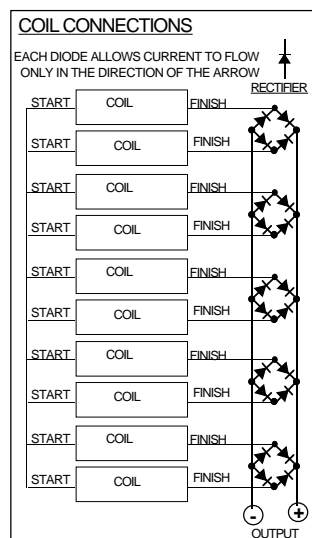 COIL CONNECTIONS
EACH DIODE ALLOWS CURRENT TO FLOW
ONLY IN THE DIRECTION OF THE ARROW
RECTIFIER
START COIL FINISH
START COIL FINISH
START COIL FINISH
START COIL FINISH
START COIL FINISH
START COIL FINISH
START COIL FINISH
START COIL FINISH
START COIL FINISH
START COIL FINISH
- +
OUTPUT